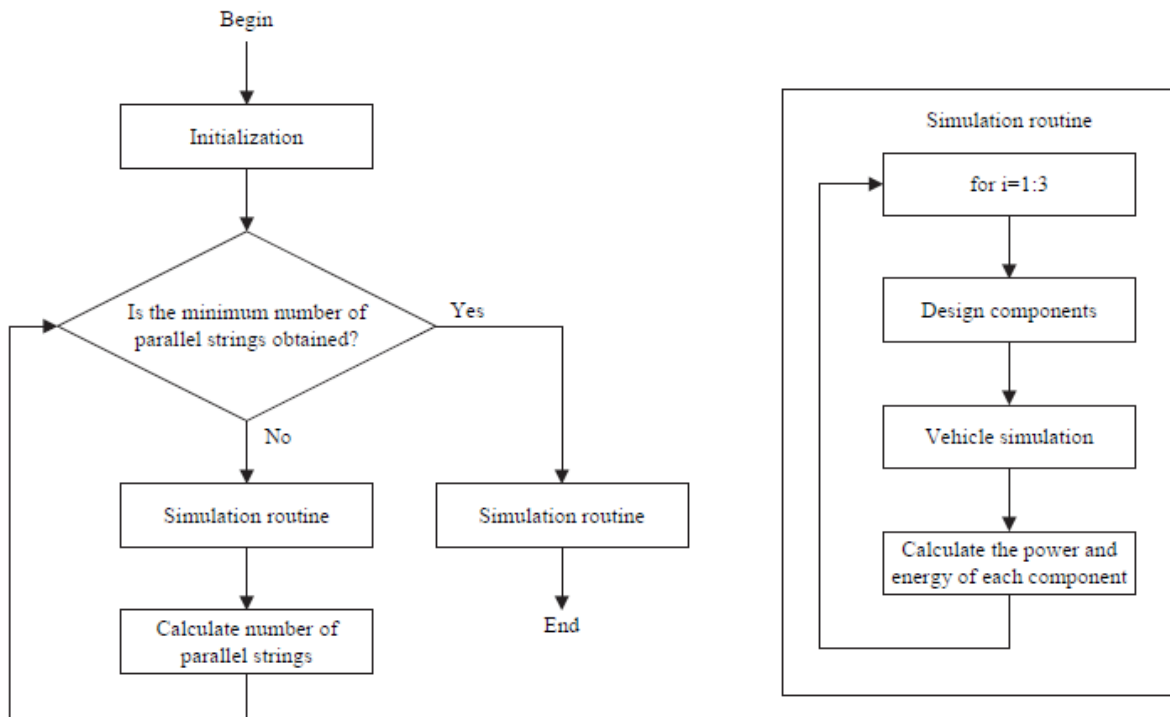 Begin
Initialization
Is the minimum number of
parallel strings obtained?
Yes
No
Simulation routine
Simulation routine
Calculate number of
parallel strings
End
Simulation routine
for i=1:3
Design components
Vehicle simulation
Calculate the power and
energy of each component